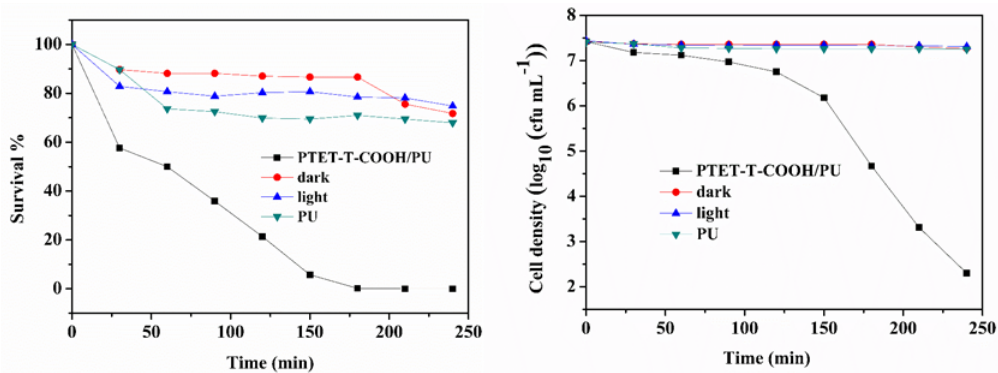 100
80
60
40
20
0
Survival %
PTET-T-COOH/PU
dark
light
PU
0 50 100 150 200 250
Time (min)
8
7
6
5
4
3
2
Cell density (log10 (cfu mL-1))
PTET-T-COOH/PU
dark
light
PU
0 50 100 150 200 250
Time (min)